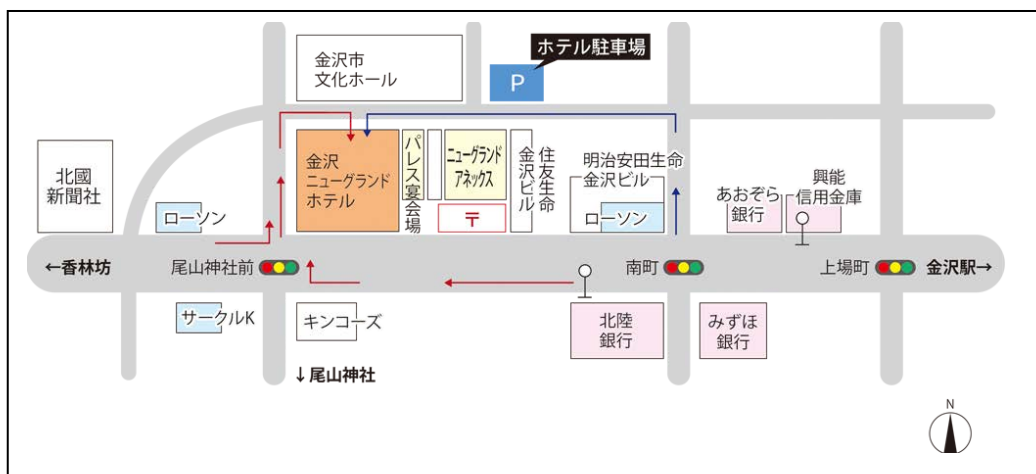 ホテル駐車場
金沢市
文化ホール
P
北國
新聞社
金沢
ニューグランド
ホテル
パレス宴会場
ニューグランド
アネックス
〒
金沢ビル
住友生命
明治安田生命
金沢ビル
ローソン
ローソン
あおぞら
銀行
興能
信用金庫
←香林坊
尾山神社前
南町
上場町
金沢駅→
サークルK
キンコーズ
北陸
銀行
みずほ
銀行
↓尾山神社
N